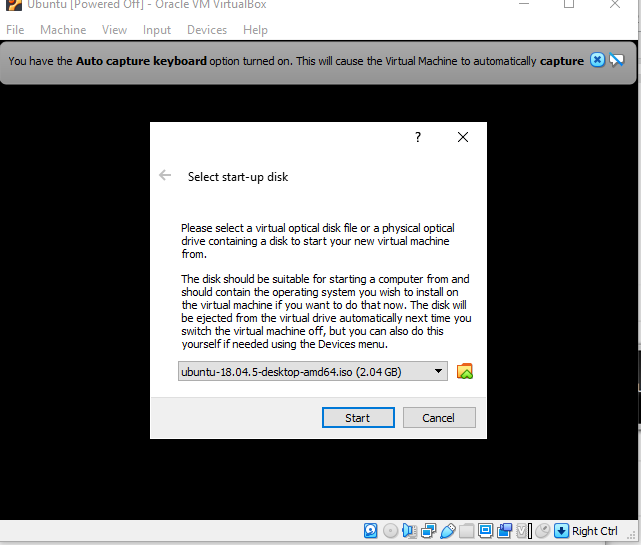 Ubuntu [Powered Off] - Oracle VM VirtualBox
File Machine View Input Devices Help
You have the Auto capture keyboard option turned on. This will cause the Virtual Machine to automatically capture
?
Select start-up disk
Please select a virtual optical disk file or a physical optical
drive containing a disk to start your new virtual machine
from.
The disk should be suitable for starting a computer from and
should contain the operating system you wish to install on
the virtual machine if you want to do that now. The disk will
be ejected from the virtual drive automatically next time you
switch the virtual machine off, but you can also do this
yourself if needed using the Devices menu.
ubuntu-18.04.5-desktop-amd64.iso (2.04 GB)
Start Cancel
Right Ctrl